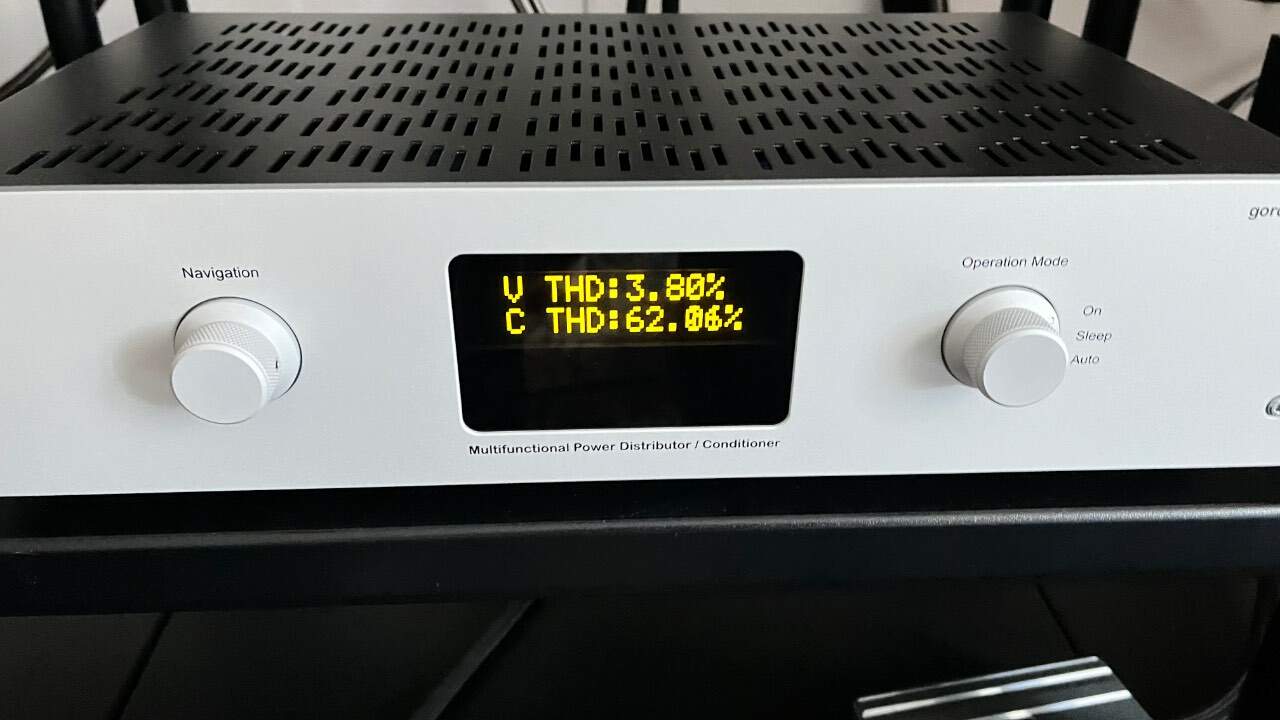 Navigation
V THD:3.80%
C THD:62.06%
Multifunctional Power Distributor / Conditioner
Operation Mode
On
Sleep
Auto